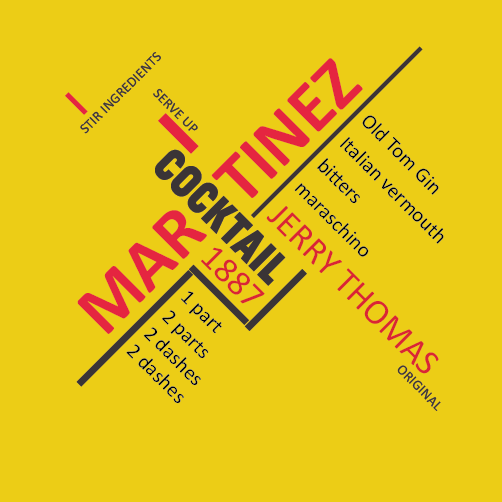 STIR INGREDIENTS
SERVE UP
MARTINEZ
COCKTAIL
1887
JERRY THOMAS
ORIGINAL
Old Tom Gin
Italian vermouth
bitters
maraschino
1 part
2 parts
2 dashes
2 dashes